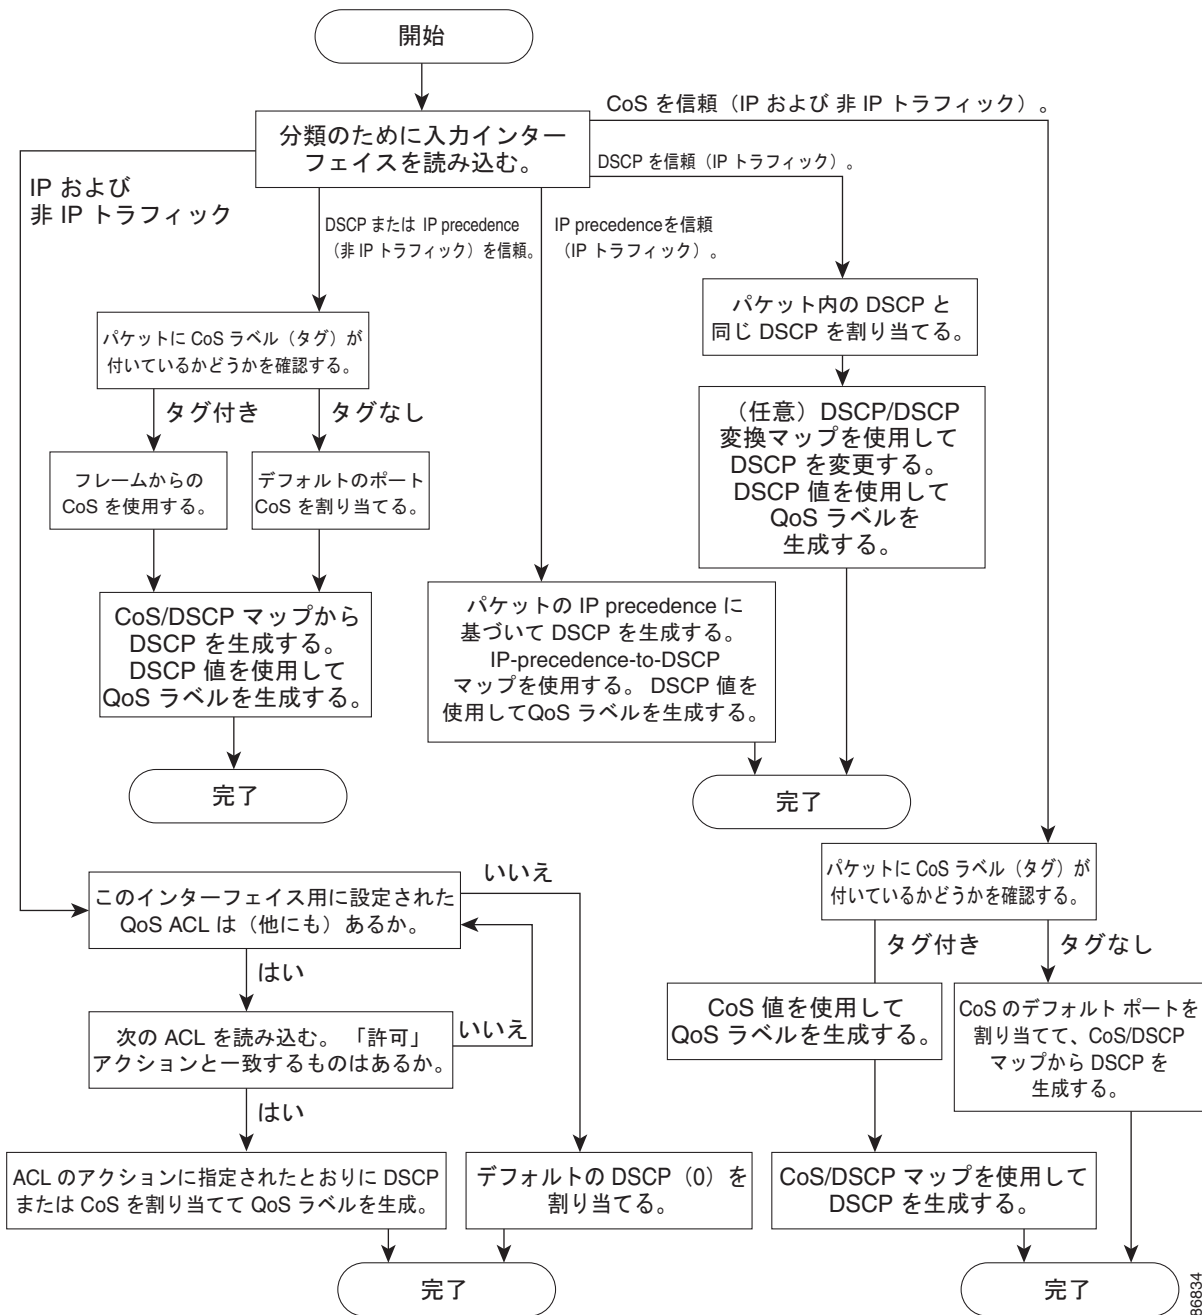 開始
CoS を信頼（IP および 非 IP トラフィック）。
分類のために入力インター
フェイスを読み込む。
DSCP を信頼（IP トラフィック）。
IP および
非 IP トラフィック
DSCP または IP precedence
（非 IP トラフィック）を信頼。
IP precedenceを信頼
（IP トラフィック）。
パケット内の DSCP と
同じ DSCP を割り当てる。
パケットに CoS ラベル（タグ）が
付いているかどうかを確認する。
タグ付き
タグなし
（任意）DSCP/DSCP
変換マップを使用して
DSCP を変更する。
DSCP 値を使用して
QoS ラベルを
生成する。
フレームからの
CoS を使用する。
デフォルトのポート
CoS を割り当てる。
CoS/DSCP マップから
DSCP を生成する。
DSCP 値を使用して
QoS ラベルを生成する。
パケットの IP precedence に
基づいて DSCP を生成する。
IP-precedence-to-DSCP
マップを使用する。 DSCP 値を
使用してQoS ラベルを生成する。
完了
完了
パケットに CoS ラベル（タグ）が
付いているかどうかを確認する。
いいえ
このインターフェイス用に設定された
QoS ACL は（他にも）あるか。
タグ付き
タグなし
はい
CoS 値を使用して
QoS ラベルを生成する。
CoS のデフォルト ポートを
割り当てて、CoS/DSCP
マップから DSCP を
生成する。
次の ACL を読み込む。 「許可」
アクションと一致するものはあるか。
いいえ
はい
ACL のアクションに指定されたとおりに DSCP
または CoS を割り当てて QoS ラベルを生成。
デフォルトの DSCP（0）を
割り当てる。
CoS/DSCP マップを使用して
DSCP を生成する。
完了
完了
86834